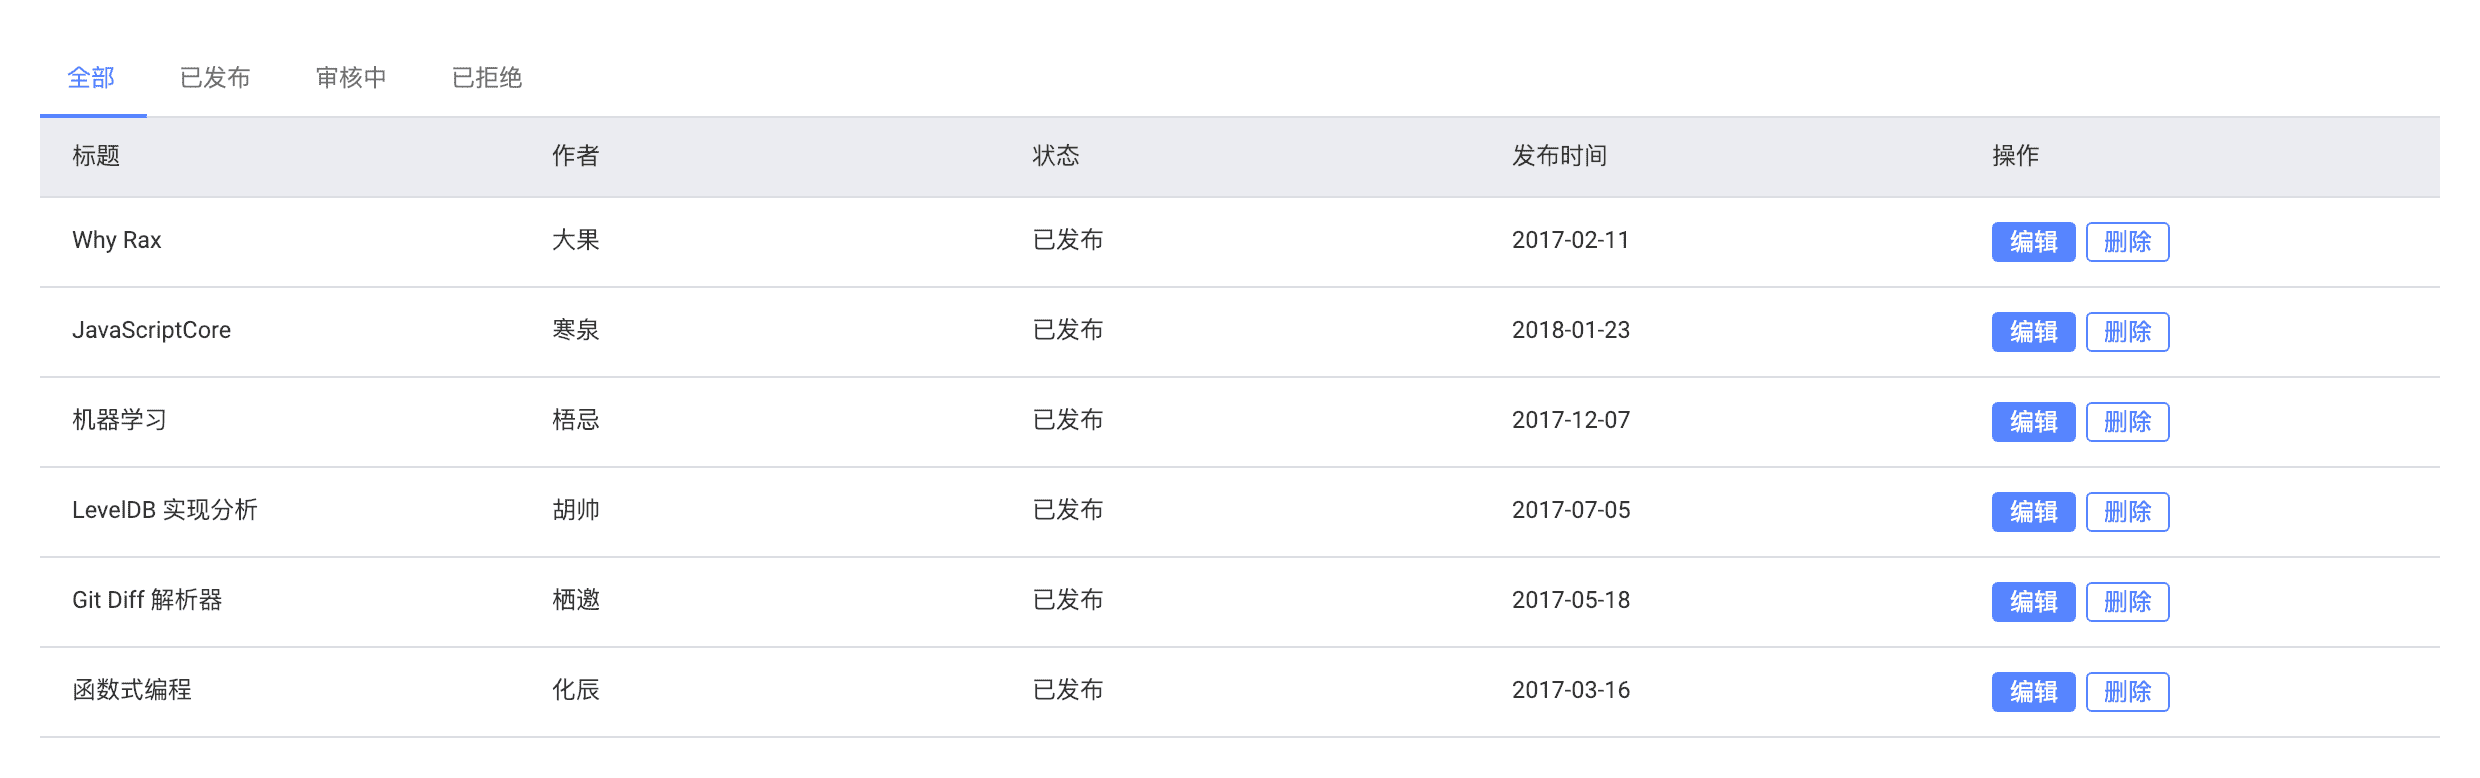 全部 已发布 审核中 已拒绝
标题 作者 状态 发布时间 操作
Why Rax 大果 已发布 2017-02-11 编辑 删除
JavaScriptCore 寒泉 已发布 2018-01-23 编辑 删除
机器学习 梧忌 已发布 2017-12-07 编辑 删除
LevelDB 实现分析 胡帅 已发布 2017-07-05 编辑 删除
Git Diff 解析器 栖邀 已发布 2017-05-18 编辑 删除
函数式编程 化辰 已发布 2017-03-16 编辑 删除